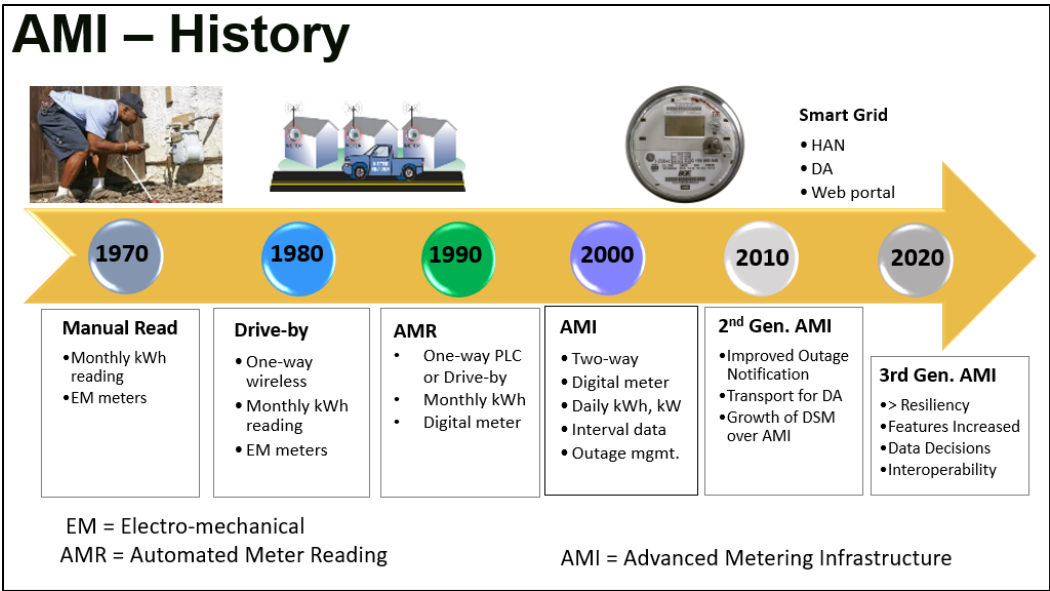 AMI – History
Smart Grid
• HAN
• DA
• Web portal
1970
1980
1990
2000
2010
2020
Manual Read
•Monthly kWh
reading
•EM meters
Drive-by
• One-way
wireless
• Monthly kWh
reading
• EM meters
AMR
• One-way PLC
or Drive-by
• Monthly kWh
• Digital meter
AMI
• Two-way
• Digital meter
• Daily kWh, kW
• Interval data
• Outage mgmt.
2nd Gen. AMI
•Improved Outage
Notification
•Transport for DA
•Growth of DSM
over AMI
3rd Gen. AMI
•> Resiliency
•Features Increased
•Data Decisions
•Interoperability
EM = Electro-mechanical
AMR = Automated Meter Reading
AMI = Advanced Metering Infrastructure